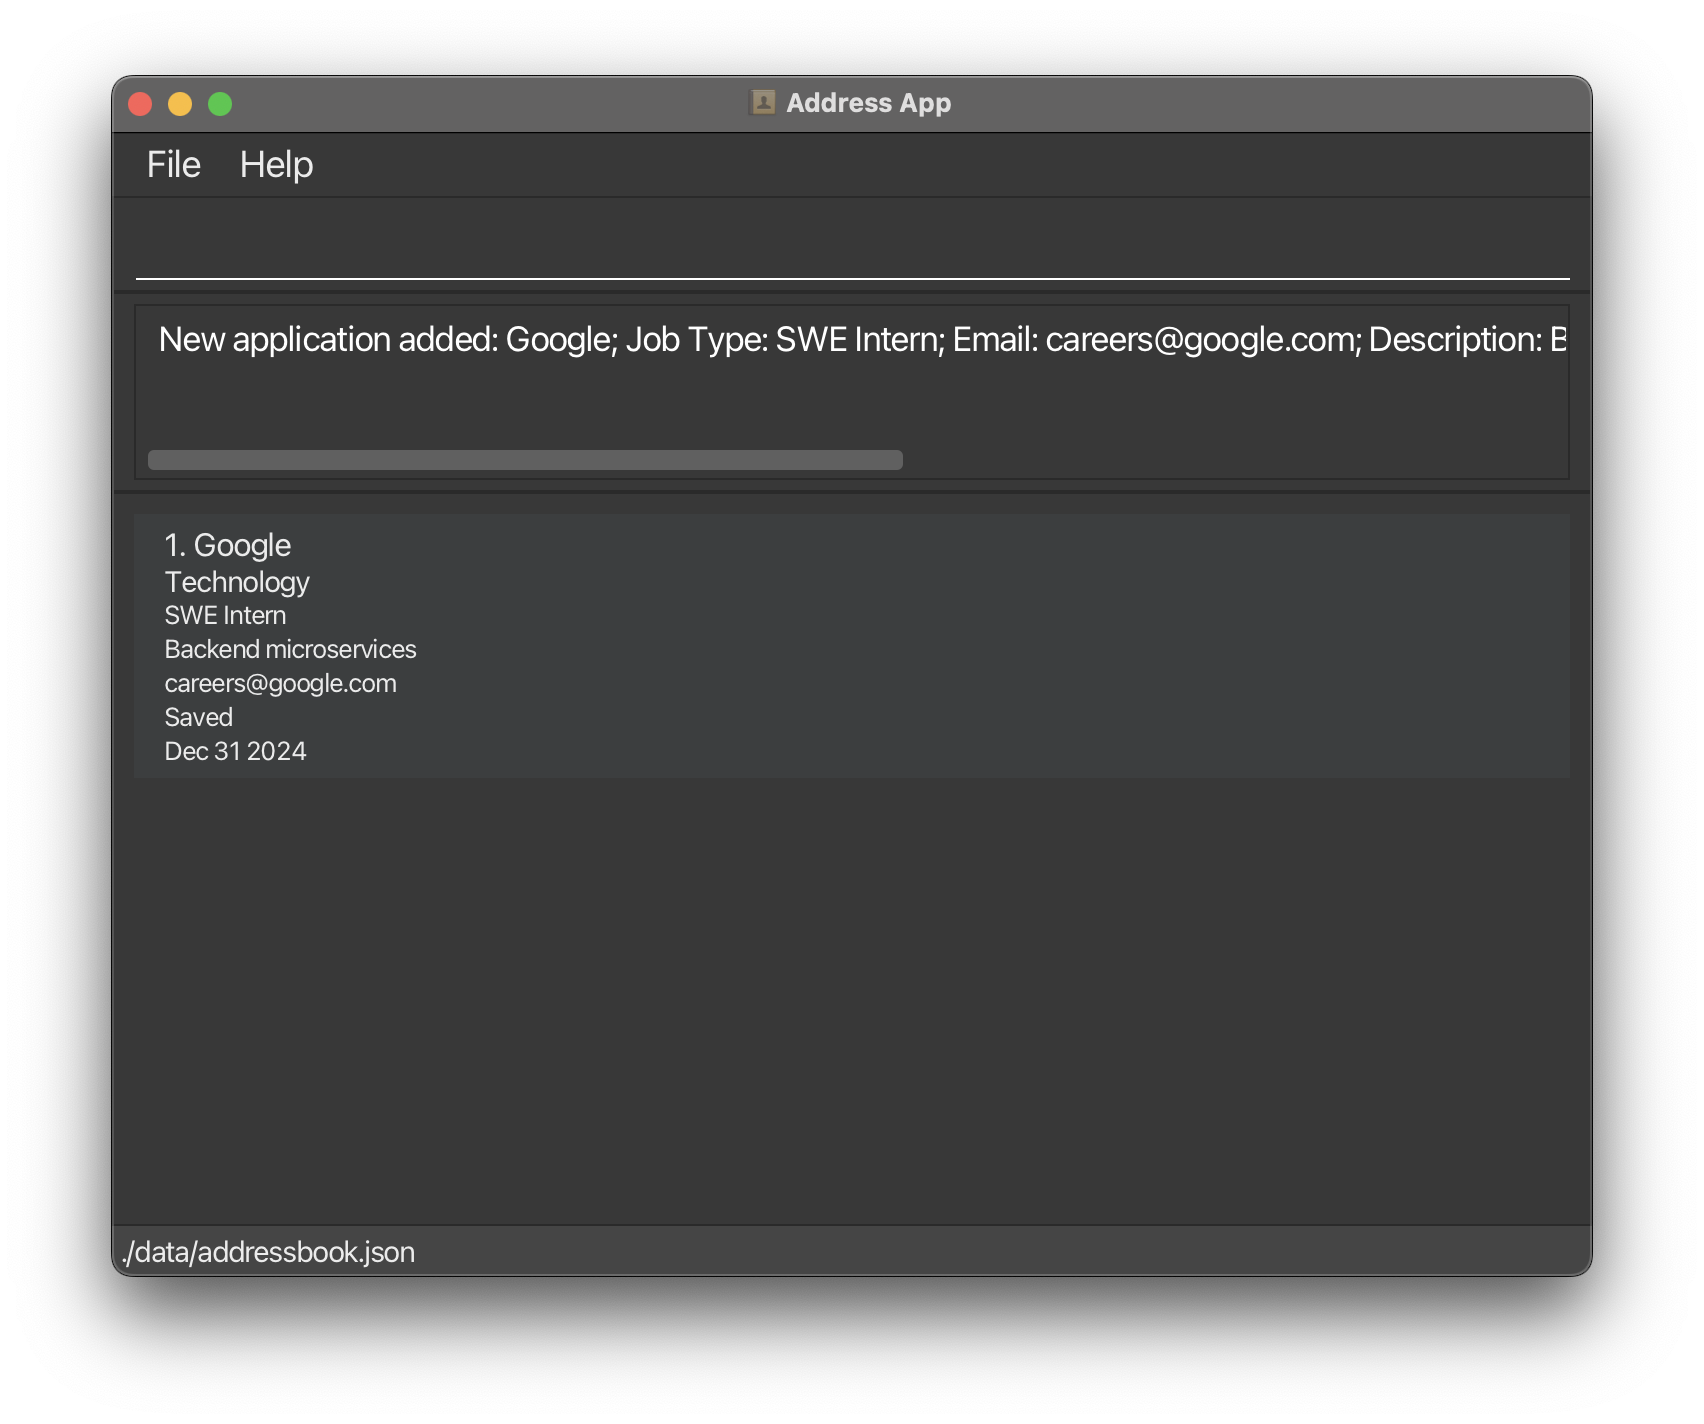 Address App
File Help
New application added: Google; Job Type: SWE Intern; Email: careers@google.com; Description: B
1. Google
Technology
SWE Intern
Backend microservices
careers@google.com
Saved
Dec 31 2024
./data/addressbook.json